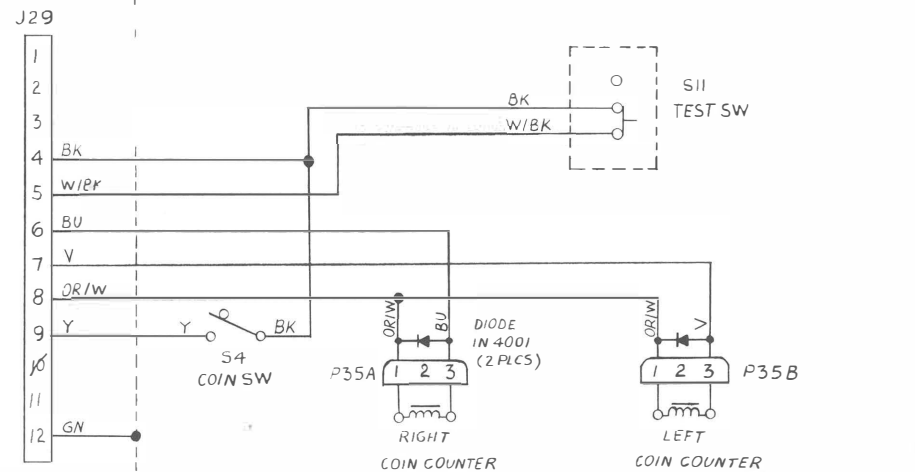 J29
1
2
3
4 BK
5 W/BK
6 BU
7 V
8 OR/W
9 Y
10
11
12 GN
BK
W/BK
S11
TEST SW
Y
BK
S4
COIN SW
OR/W
BU
DIODE
IN 4001
(2 PLCS)
P35A
1 2 3
RIGHT
COIN COUNTER
OR/W
V
1 2 3
P35B
LEFT
COIN COUNTER